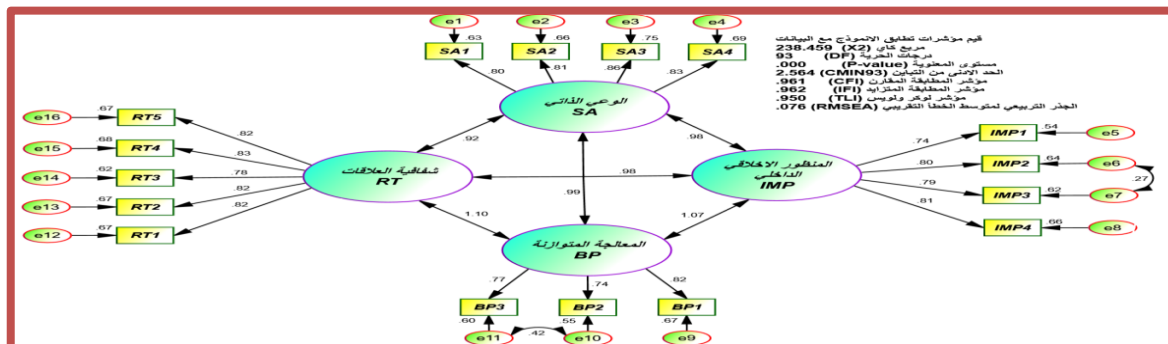 e1
e2
e3
e4
.63
.66
.75
.69
SA1
SA2
SA3
SA4
.80
.81
.86
.83
قيم مؤشرات تطابق الانموذج مع البيانات
مربع كاي (X2) 238.459
درجات الحرية (DF) 93
مستوى المعنوية (P-value) .000
الحد الادنى من التباين (CMIN93) 2.564
مؤشر المطابقة المقارن (CFI) .961
مؤشر المطابقة المتزايد (IFI) .962
مؤشر لوكر ولويس (TLI) .950
الجذر التربيعي لمتوسط الخطأ التقريبي (RMSEA) .076
الوعي الذاتي
SA
e16
.67
RT5
.82
e15
.68
RT4
.83
e14
.62
RT3
.78
e13
.67
RT2
.82
e12
.67
RT1
.82
شفافية العلاقات
RT
.92
.98
.98
.99
1.10
1.07
المنظور الاخلاقي
الداخلي
IMP
.74
IMP1
.54
e5
.80
IMP2
.64
e6
.79
IMP3
.62
e7
.27
.81
IMP4
.66
e8
المعالجة المتوازنة
BP
.77
.74
.82
BP3
BP2
BP1
.60
.55
.67
e11
.42
e10
e9